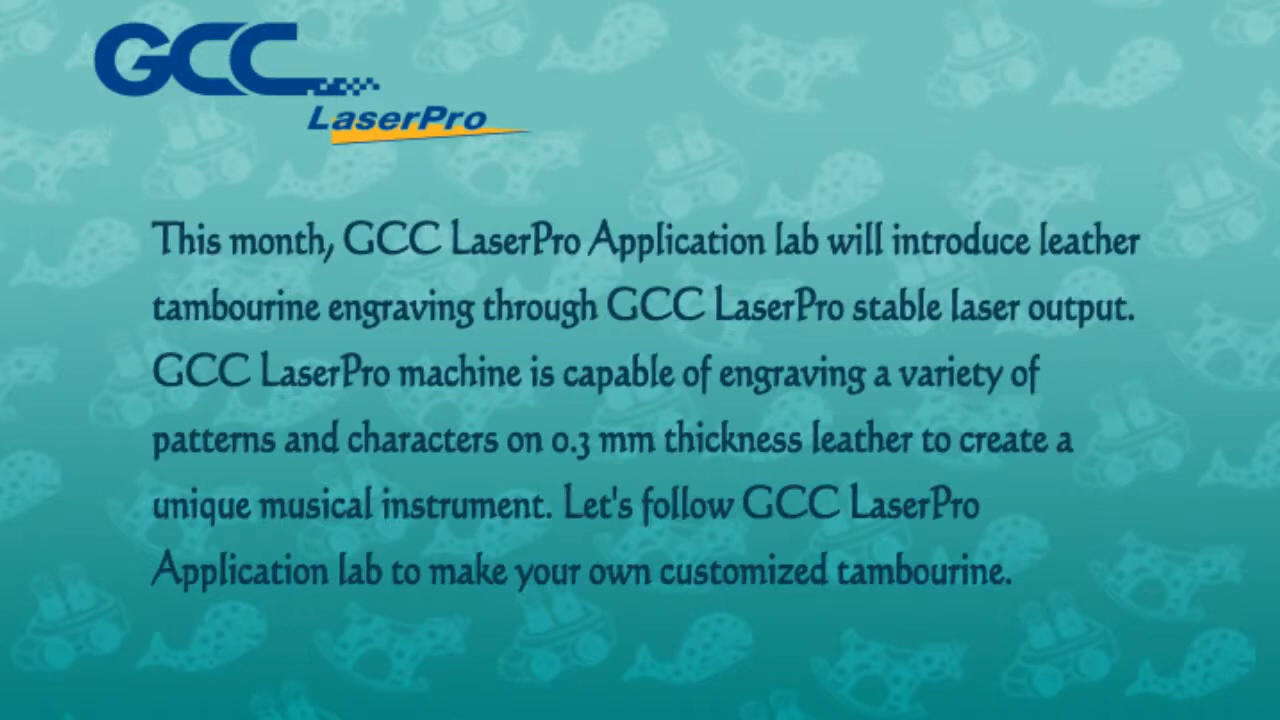 GCC
LaserPro
This month, GCC LaserPro Application lab will introduce leather
tambourine engraving through GCC LaserPro stable laser output.
GCC LaserPro machine is capable of engraving a variety of
patterns and characters on 0.3 mm thickness leather to create a
unique musical instrument. Let's follow GCC LaserPro
Application lab to make your own customized tambourine.